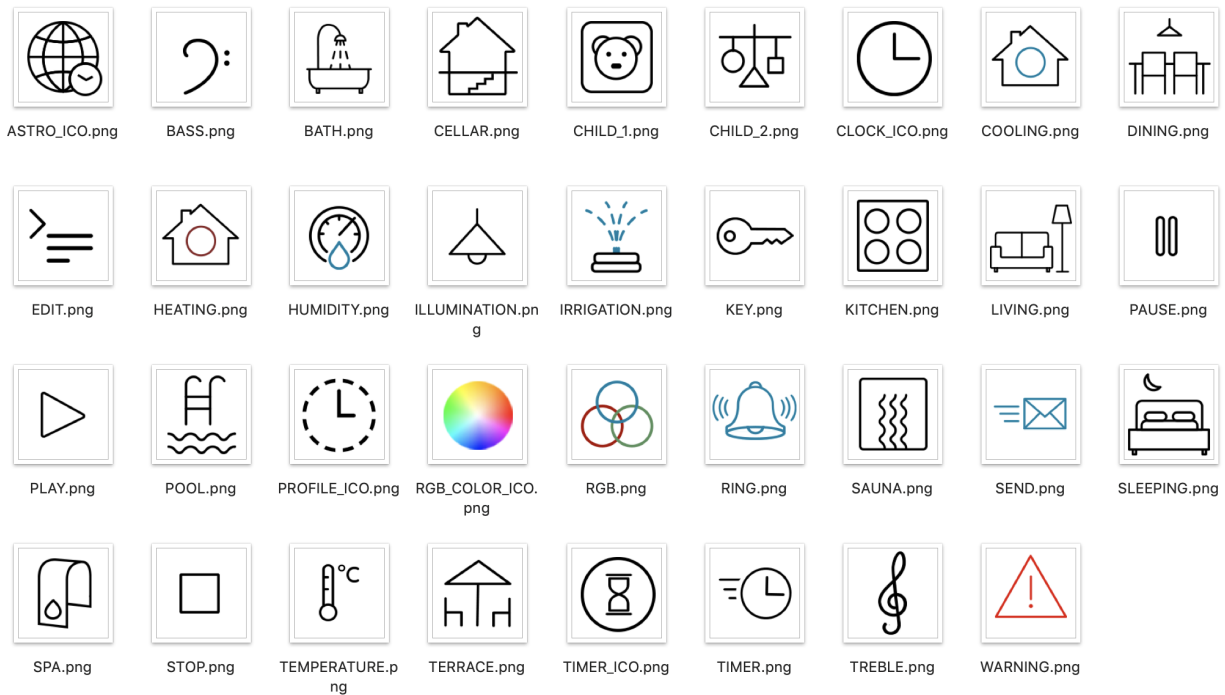 ASTRO_ICO.png
BASS.png
BATH.png
CELLAR.png
CHILD_1.png
CHILD_2.png
CLOCK_ICO.png
COOLING.png
DINING.png
EDIT.png
HEATING.png
HUMIDITY.png
ILLUMINATION.pn
g
IRRIGATION.png
KEY.png
KITCHEN.png
LIVING.png
PAUSE.png
PLAY.png
POOL.png
PROFILE_ICO.png
RGB_COLOR_ICO.
png
RGB.png
RING.png
SAUNA.png
SEND.png
SLEEPING.png
°C
SPA.png
STOP.png
TEMPERATURE.p
ng
TERRACE.png
TIMER_ICO.png
TIMER.png
TREBLE.png
!
WARNING.png